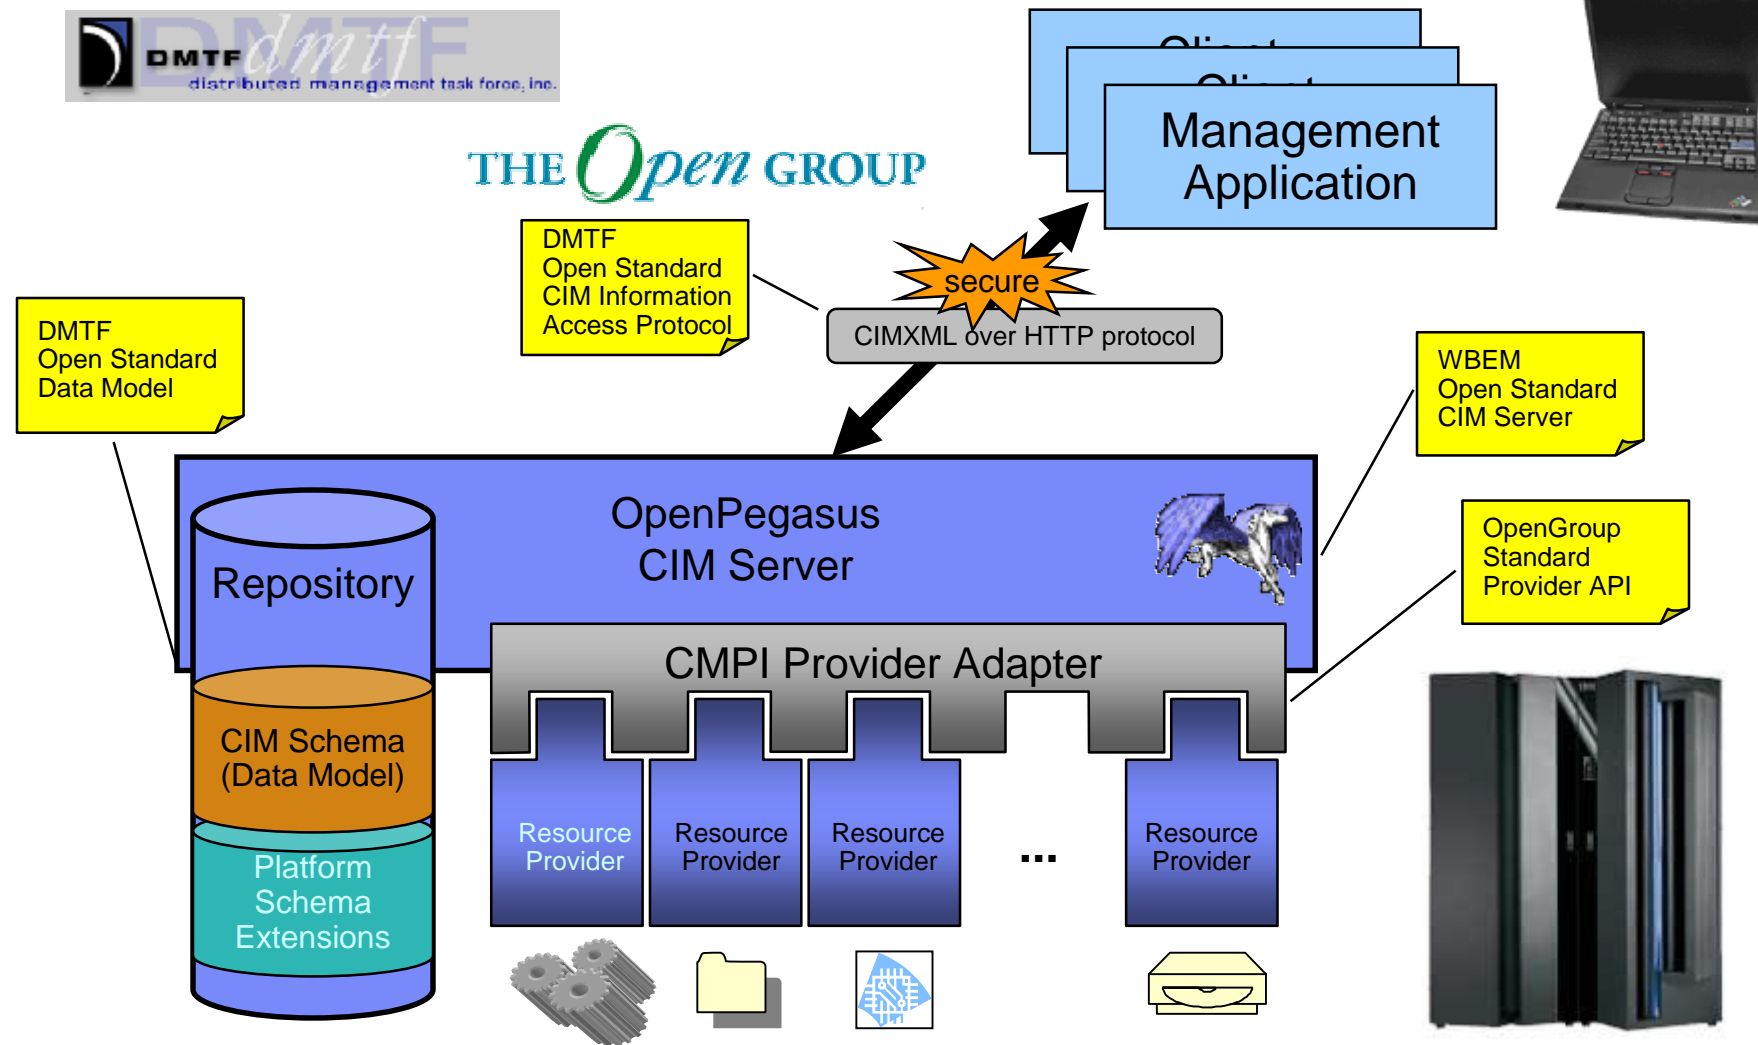 DMTF
dmtf
distributed management task force, inc.
THE Open GROUP
Client
Client
Management
Application
DMTF
Open Standard
CIM Information
Access Protocol
secure
CIMXML over HTTP protocol
DMTF
Open Standard
Data Model
WBEM
Open Standard
CIM Server
OpenPegasus
CIM Server
OpenGroup
Standard
Provider API
Repository
CMPI Provider Adapter
CIM Schema
(Data Model)
Platform
Schema
Extensions
Resource
Provider
Resource
Provider
Resource
Provider
...
Resource
Provider